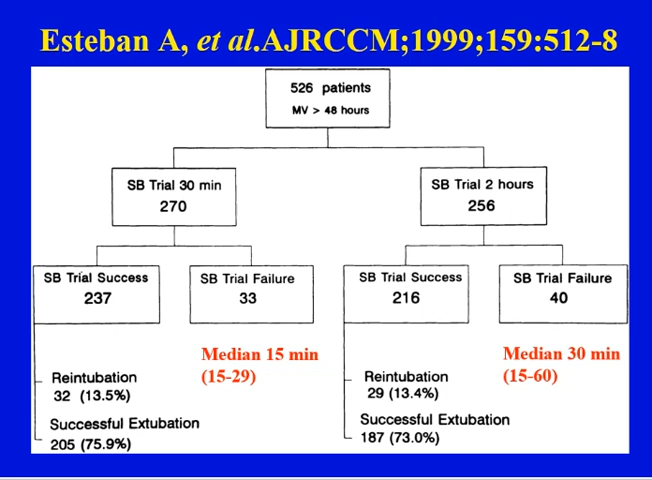 Esteban A, et al.AJRCCM;1999;159:512-8
526 patients
MV > 48 hours
SB Trial 30 min
270
SB Trial 2 hours
256
SB Trial Success
237
SB Trial Failure
33
SB Trial Success
216
SB Trial Failure
40
Median 15 min
(15-29)
Median 30 min
(15-60)
Reintubation
32 (13.5%)
Successful Extubation
205 (75.9%)
Reintubation
29 (13.4%)
Successful Extubation
187 (73.0%)